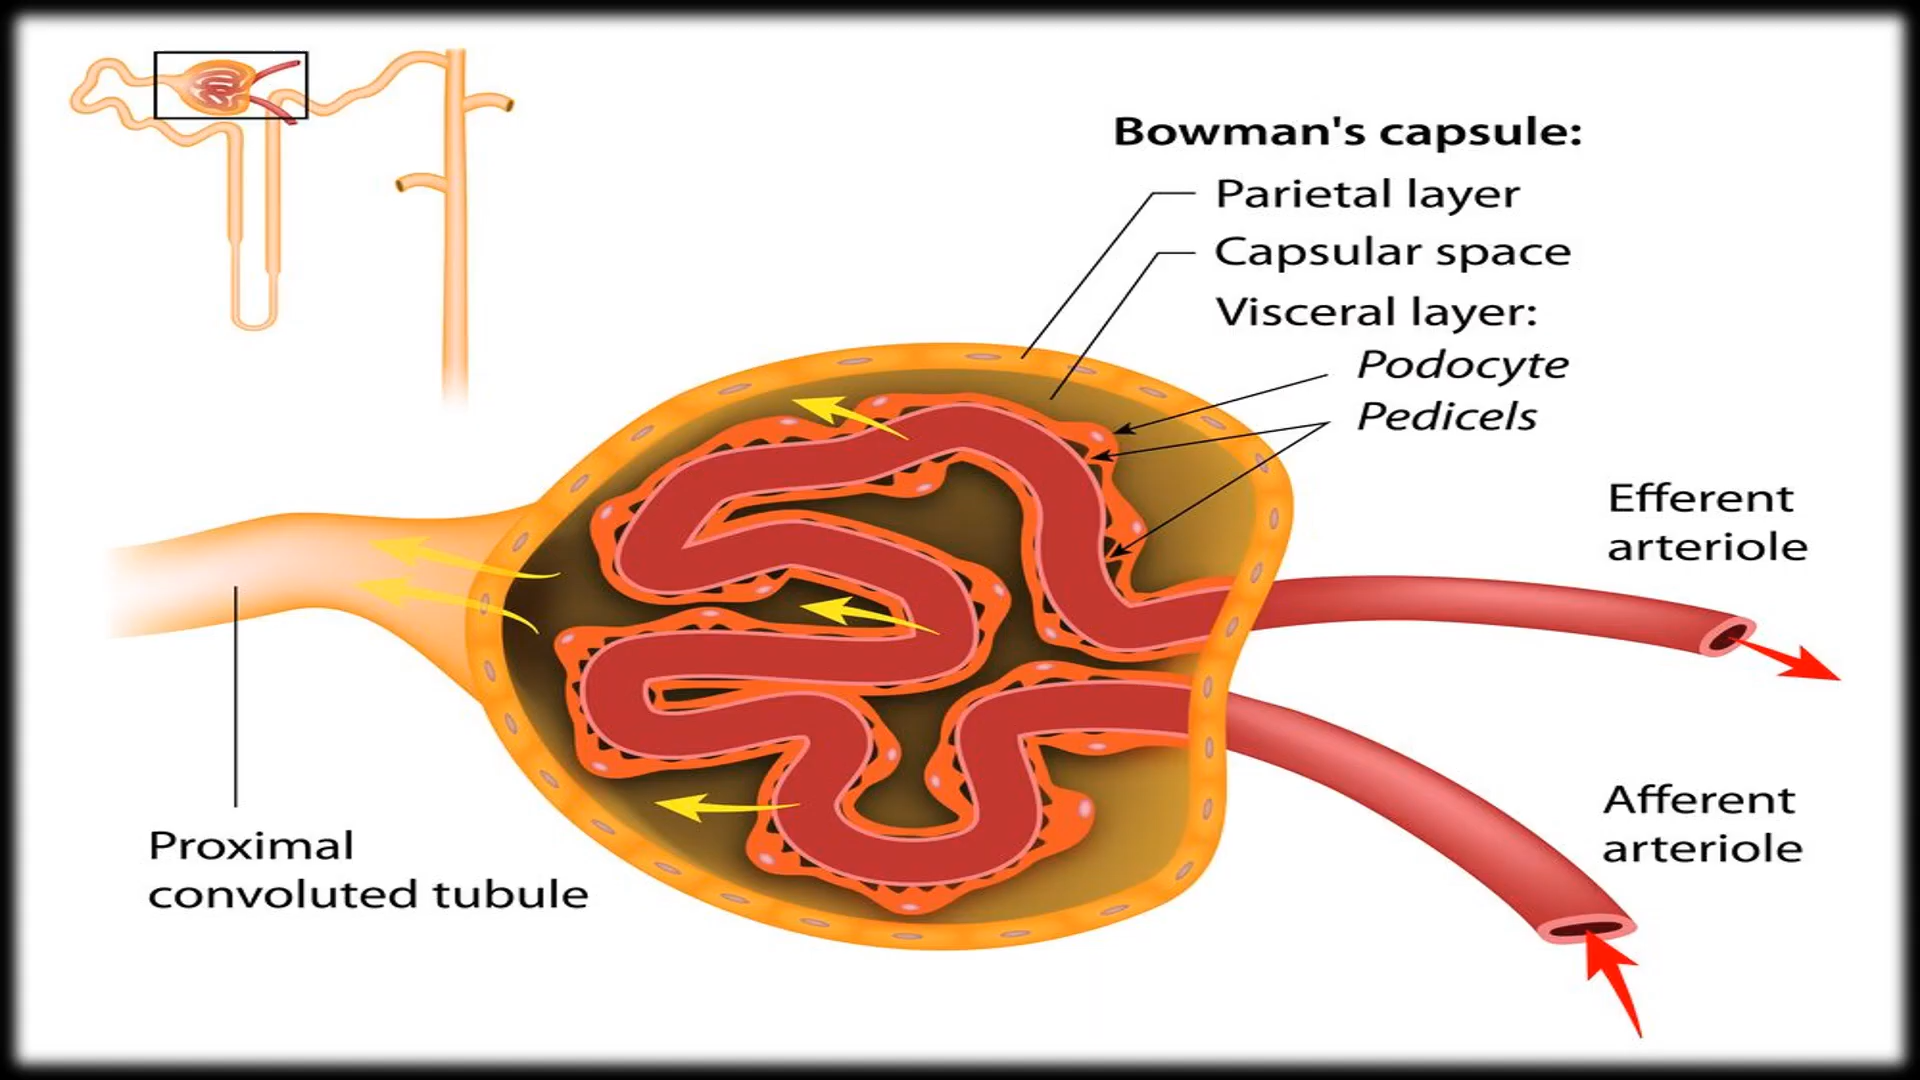 Bowman's capsule:
Parietal layer
Capsular space
Visceral layer:
Podocyte
Pedicels
Efferent
arteriole
Afferent
arteriole
Proximal
convoluted tubule